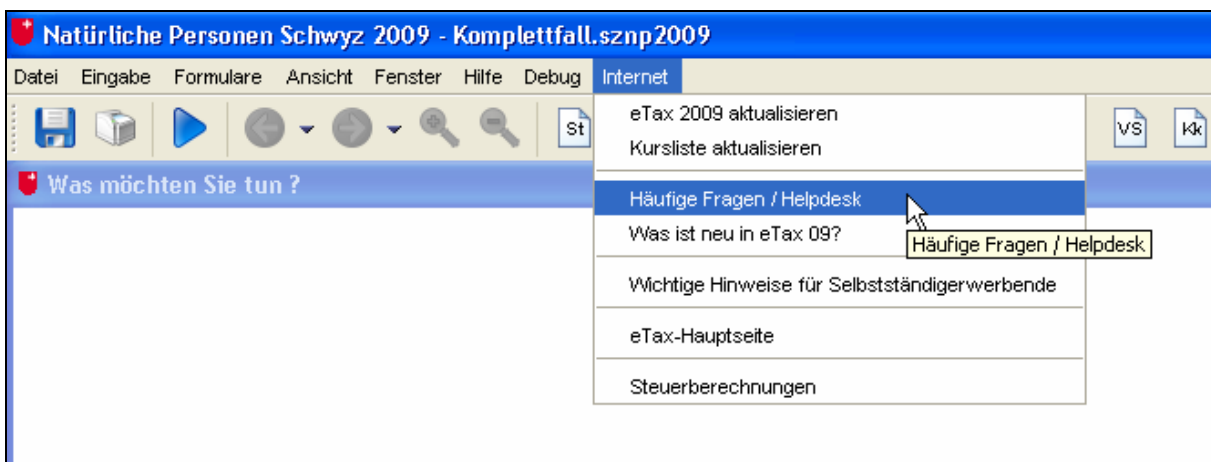 Natürliche Personen Schwyz 2009 - Komplettfall.sznp2009
Datei Eingabe Formulare Ansicht Fenster Hilfe Debug Internet
St VS Kk
Was möchten Sie tun ?
eTax 2009 aktualisieren
Kursliste aktualisieren
Häufige Fragen / Helpdesk
Was ist neu in eTax 09?
Häufige Fragen / Helpdesk
Wichtige Hinweise für Selbstständigerwerbende
eTax-Hauptseite
Steuerberechnungen